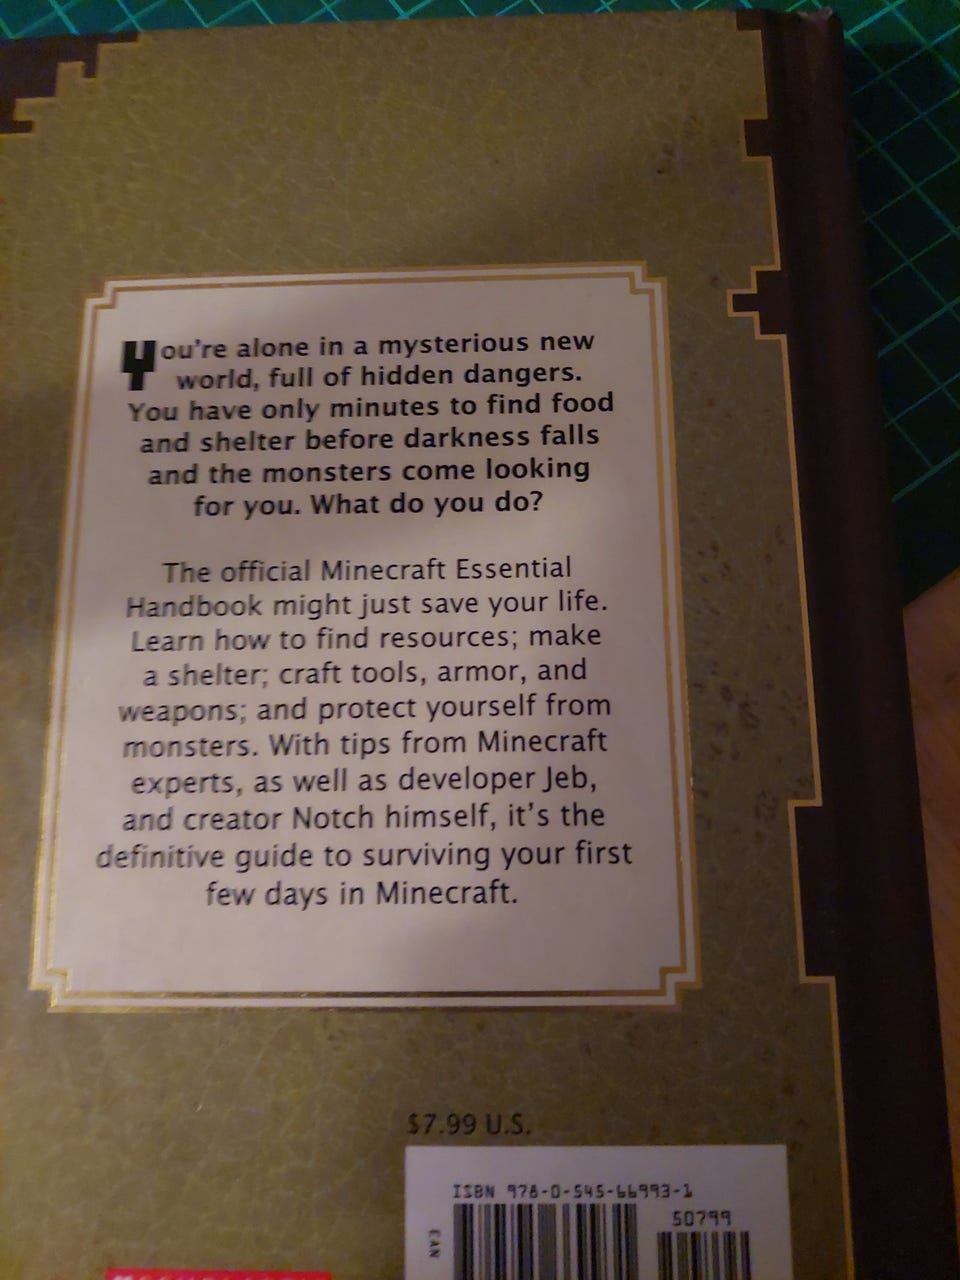 You're alone in a mysterious new
world, full of hidden dangers.
You have only minutes to find food
and shelter before darkness falls
and the monsters come looking
for you. What do you do?
The official Minecraft Essential
Handbook might just save your life.
Learn how to find resources; make
a shelter; craft tools, armor, and
weapons; and protect yourself from
monsters. With tips from Minecraft
experts, as well as developer Jeb,
and creator Notch himself, it's the
definitive guide to surviving your first
few days in Minecraft.
$7.99 U.S.
ISBN 978-0-545-66993-1
50799
EAN